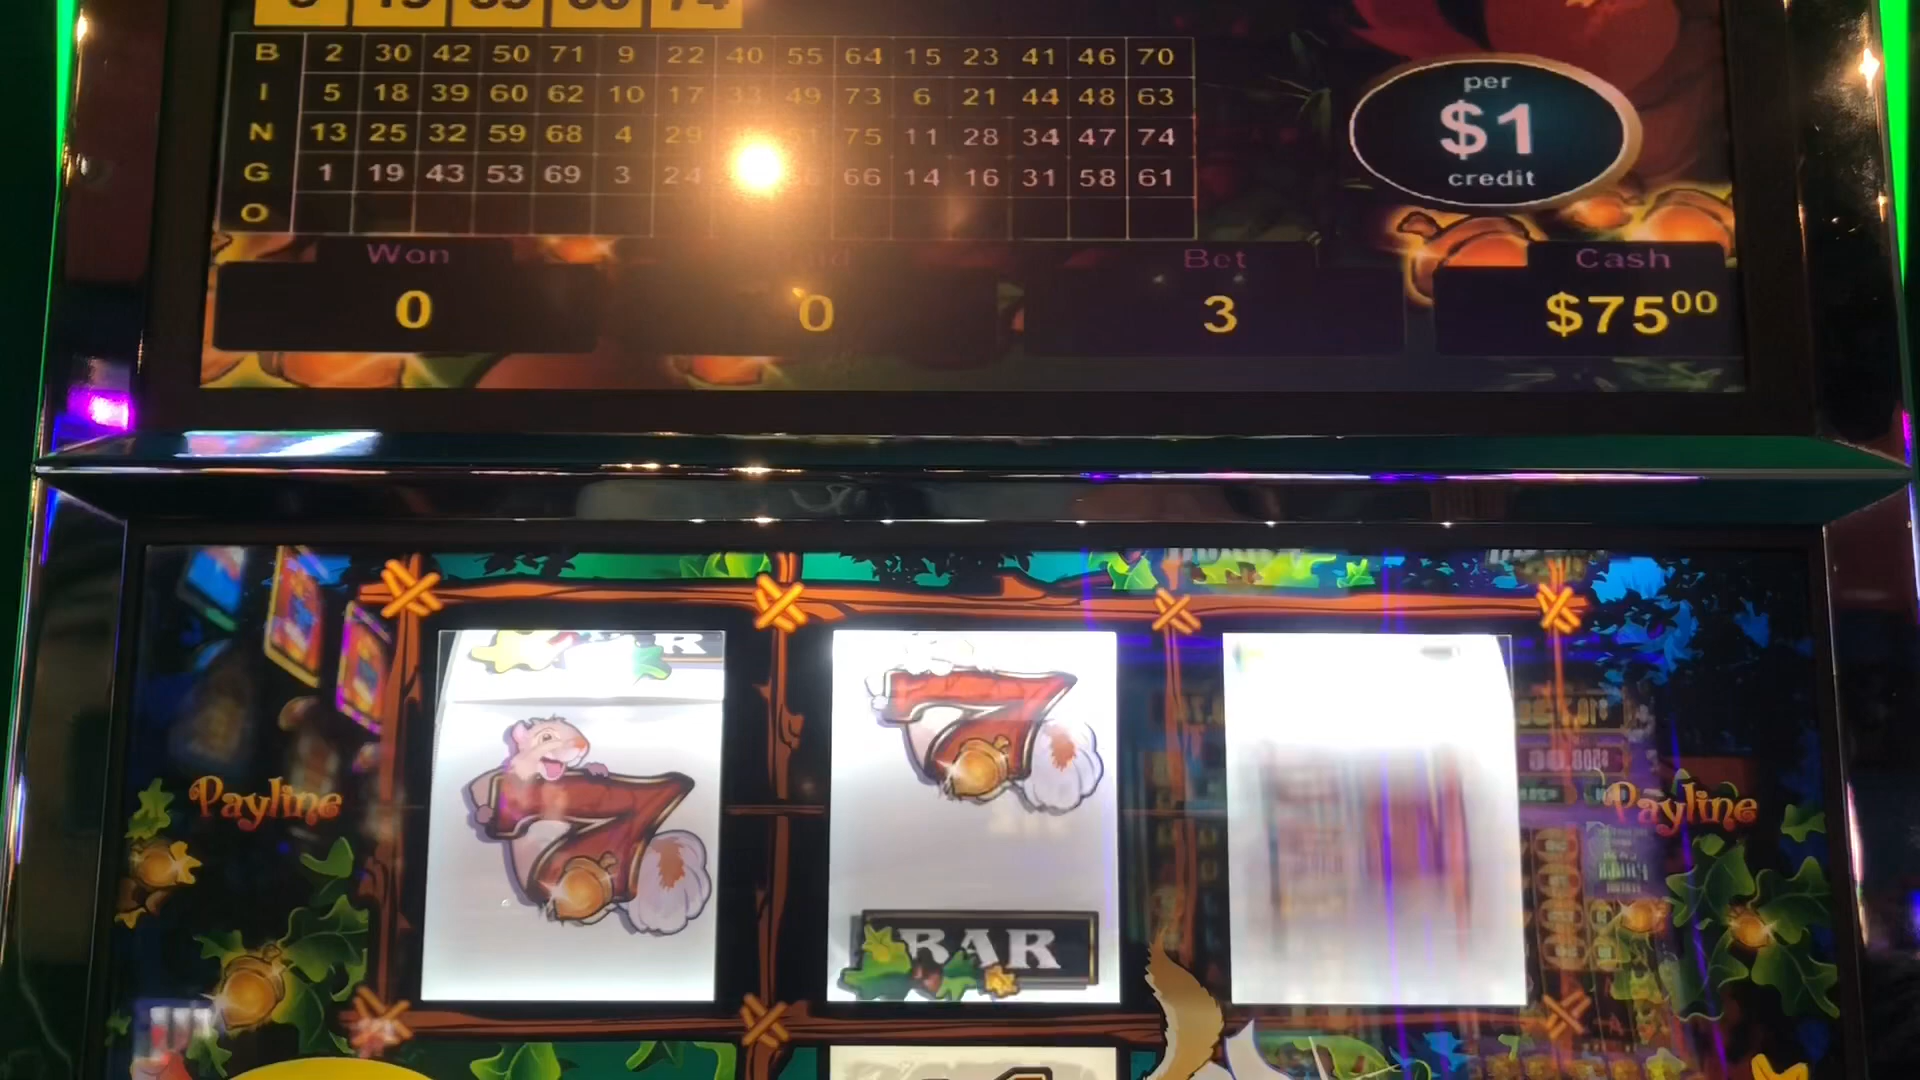 B 2 30 42 50 71 9 22 40 55 64 15 23 41 46 70
I 5 18 39 60 62 10 17 33 49 73 6 21 44 48 63
N 13 25 32 59 68 4 29 75 11 28 34 47 74
G 1 19 43 53 69 3 24 66 14 16 31 58 61
O
per
$1
credit
Won
Bet
Cash
0
0
3
$75 00
Payline
Payline
7
7
BAR